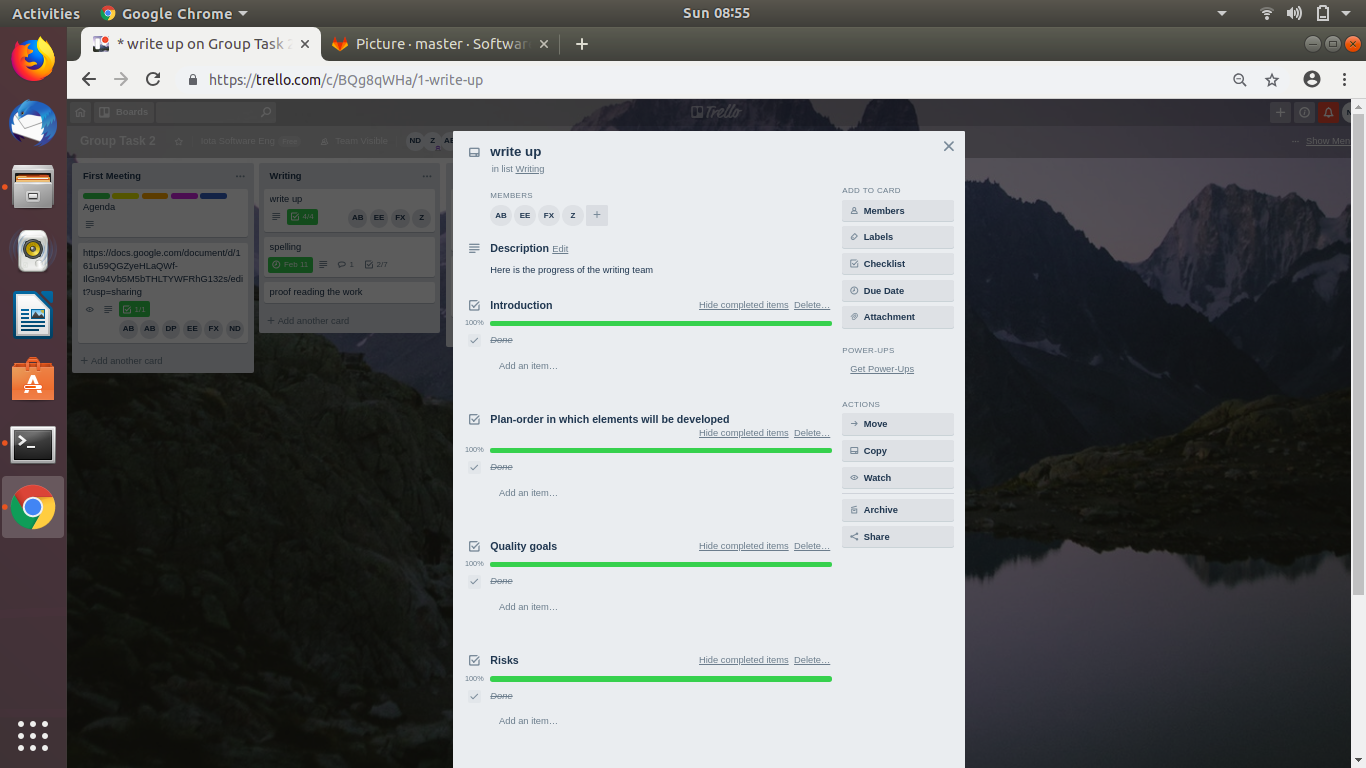 Activities
Google Chrome
Sun 08:55
* write up on Group Task 2
Picture · master · Softwar
https://trello.com/c/BQg8qWHa/1-write-up
Boards
Trello
Group Task 2
Iota Software Eng
Free
Team Visible
ND
Z
Show Men
First Meeting
Agenda
https://docs.google.com/document/d/1
61u59QGZyeHLaQWf-
1/1
AB AB DP EE FX ND
+ Add another card
Writing
write up
4/4
AB EE FX Z
spelling
Feb 11
1
2/7
proof reading the work
+ Add another card
write up
in list Writing
MEMBERS
AB EE FX Z +
Description Edit
Here is the progress of the writing team
Introduction
Hide completed items Delete…
100%
Done
Add an item…
Plan-order in which elements will be developed
Hide completed items Delete…
100%
Done
Add an item…
Quality goals
Hide completed items Delete…
100%
Done
Add an item…
Risks
Hide completed items Delete…
100%
Done
Add an item…
ADD TO CARD
Members
Labels
Checklist
Due Date
Attachment
POWER-UPS
Get Power-Ups
ACTIONS
Move
Copy
Watch
Archive
Share